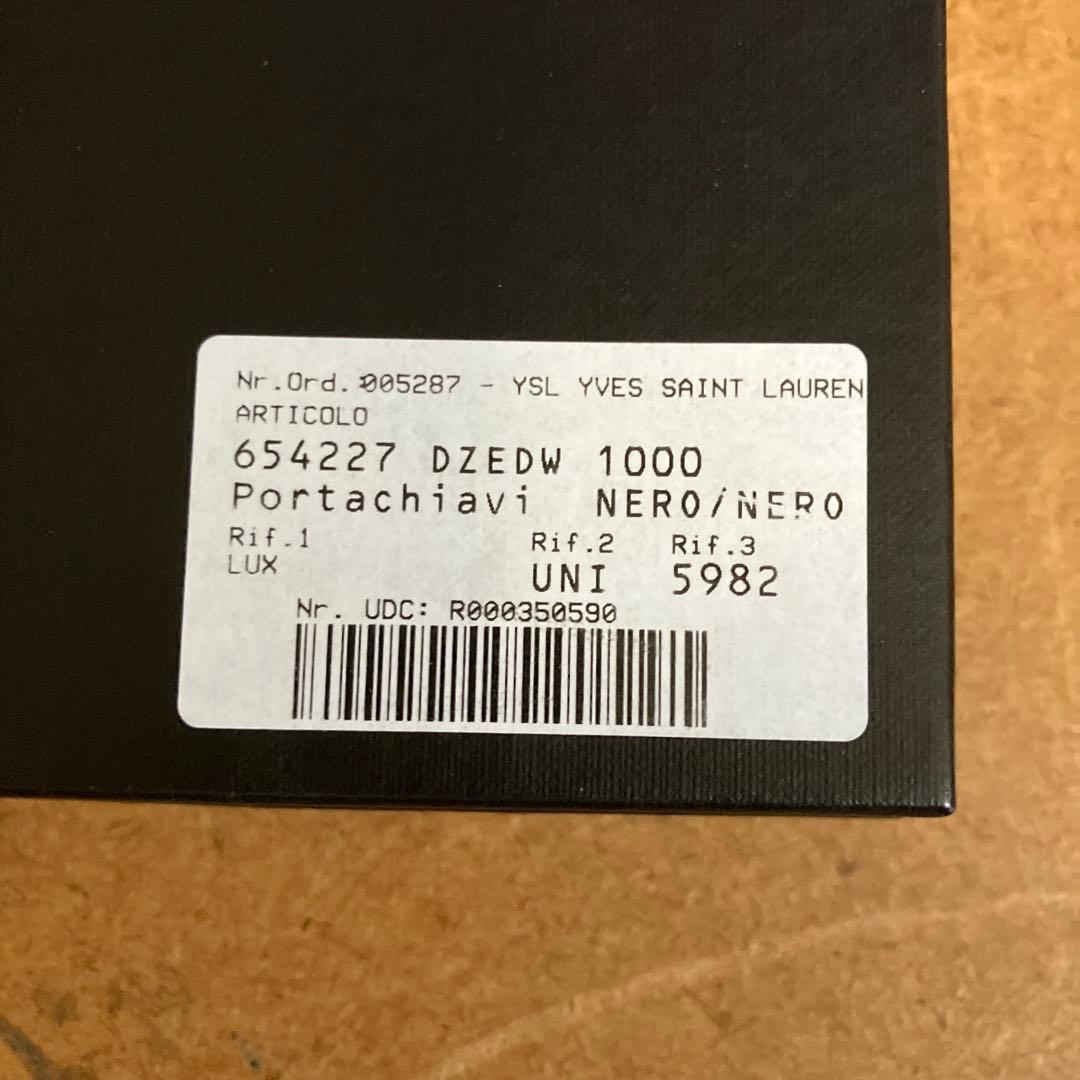 Nr.Ord. 005287 - YSL YVES SAINT LAUREN
ARTICOLO
654227 DZEDW 1000
Portachiavi NERO/NERO
Rif.1 Rif.2 Rif.3
LUX UNI 5982
Nr. UDC: R000350590